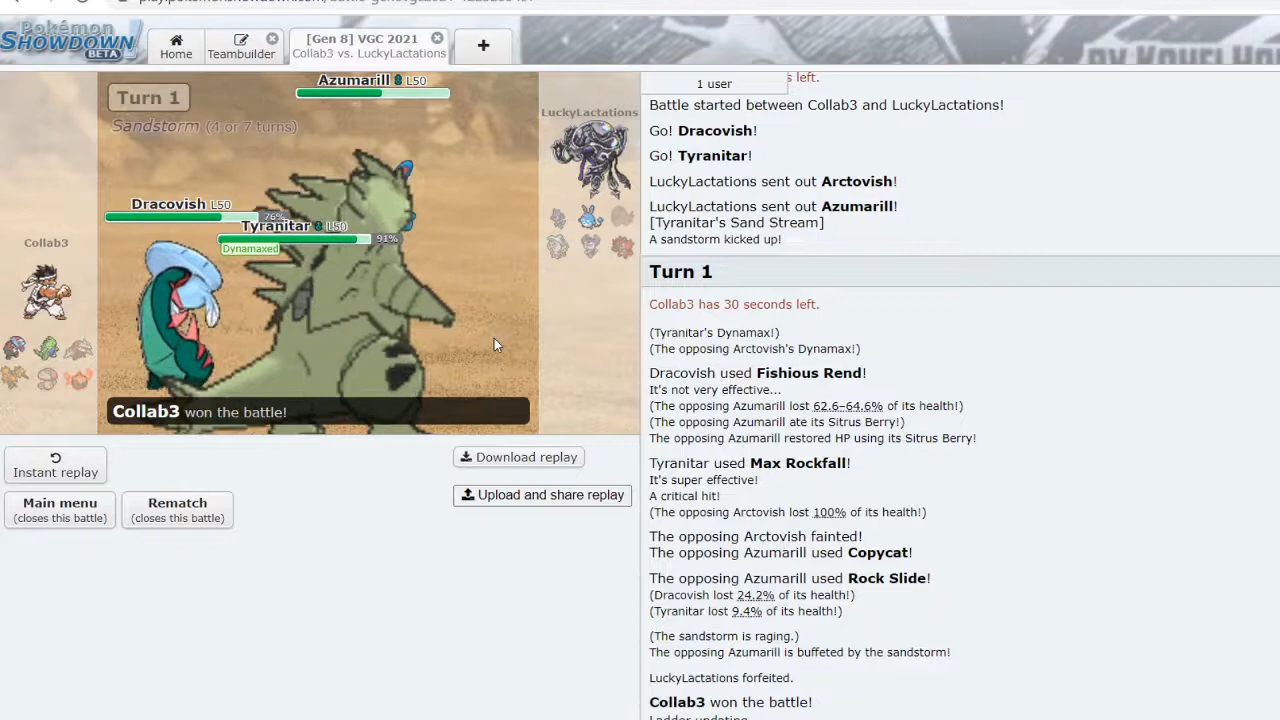 Pokémon
SHOWDOWN
BETA
Home
Teambuilder
[Gen 8] VGC 2021
Collab3 vs. LuckyLactations
Turn 1
Sandstorm (4 or 7 turns)
Azumarill L50
Dracovish L50
76%
Tyranitar L50
91%
Dynamaxed
Collab3
LuckyLactations
Collab3 won the battle!
Instant replay
Download replay
Upload and share replay
Main menu
(closes this battle)
Rematch
(closes this battle)
1 user
s left.
Battle started between Collab3 and LuckyLactations!
Go! Dracovish!
Go! Tyranitar!
LuckyLactations sent out Arctovish!
LuckyLactations sent out Azumarill!
[Tyranitar's Sand Stream]
A sandstorm kicked up!
Turn 1
Collab3 has 30 seconds left.
(Tyranitar's Dynamax!)
(The opposing Arctovish's Dynamax!)
Dracovish used Fishious Rend!
It's not very effective...
(The opposing Azumarill lost 62.6–64.6% of its health!)
(The opposing Azumarill ate its Sitrus Berry!)
The opposing Azumarill restored HP using its Sitrus Berry!
Tyranitar used Max Rockfall!
It's super effective!
A critical hit!
(The opposing Arctovish lost 100% of its health!)
The opposing Arctovish fainted!
The opposing Azumarill used Copycat!
The opposing Azumarill used Rock Slide!
(Dracovish lost 24.2% of its health!)
(Tyranitar lost 9.4% of its health!)
(The sandstorm is raging.)
The opposing Azumarill is buffeted by the sandstorm!
LuckyLactations forfeited.
Collab3 won the battle!
Ladder updating...